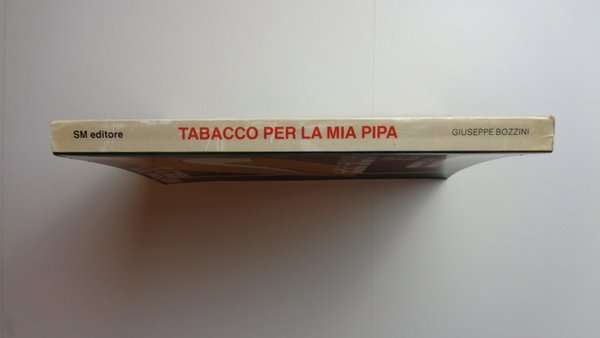 SM editore TABACCO PER LA MIA PIPA GIUSEPPE BOZZINI